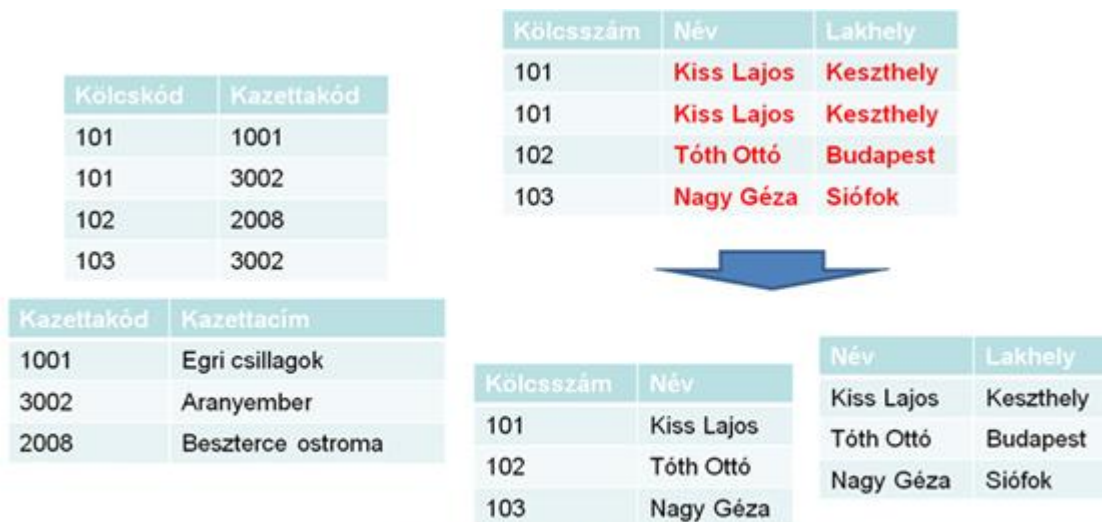 Kölcskód Kazettakód
101 1001
101 3002
102 2008
103 3002
Kazettakód Kazettacím
1001 Egri csillagok
3002 Aranyember
2008 Beszterce ostroma
Kölcsszám Név Lakhely
101 Kiss Lajos Keszthely
101 Kiss Lajos Keszthely
102 Tóth Ottó Budapest
103 Nagy Géza Siófok
Kölcsszám Név
101 Kiss Lajos
102 Tóth Ottó
103 Nagy Géza
Név Lakhely
Kiss Lajos Keszthely
Tóth Ottó Budapest
Nagy Géza Siófok